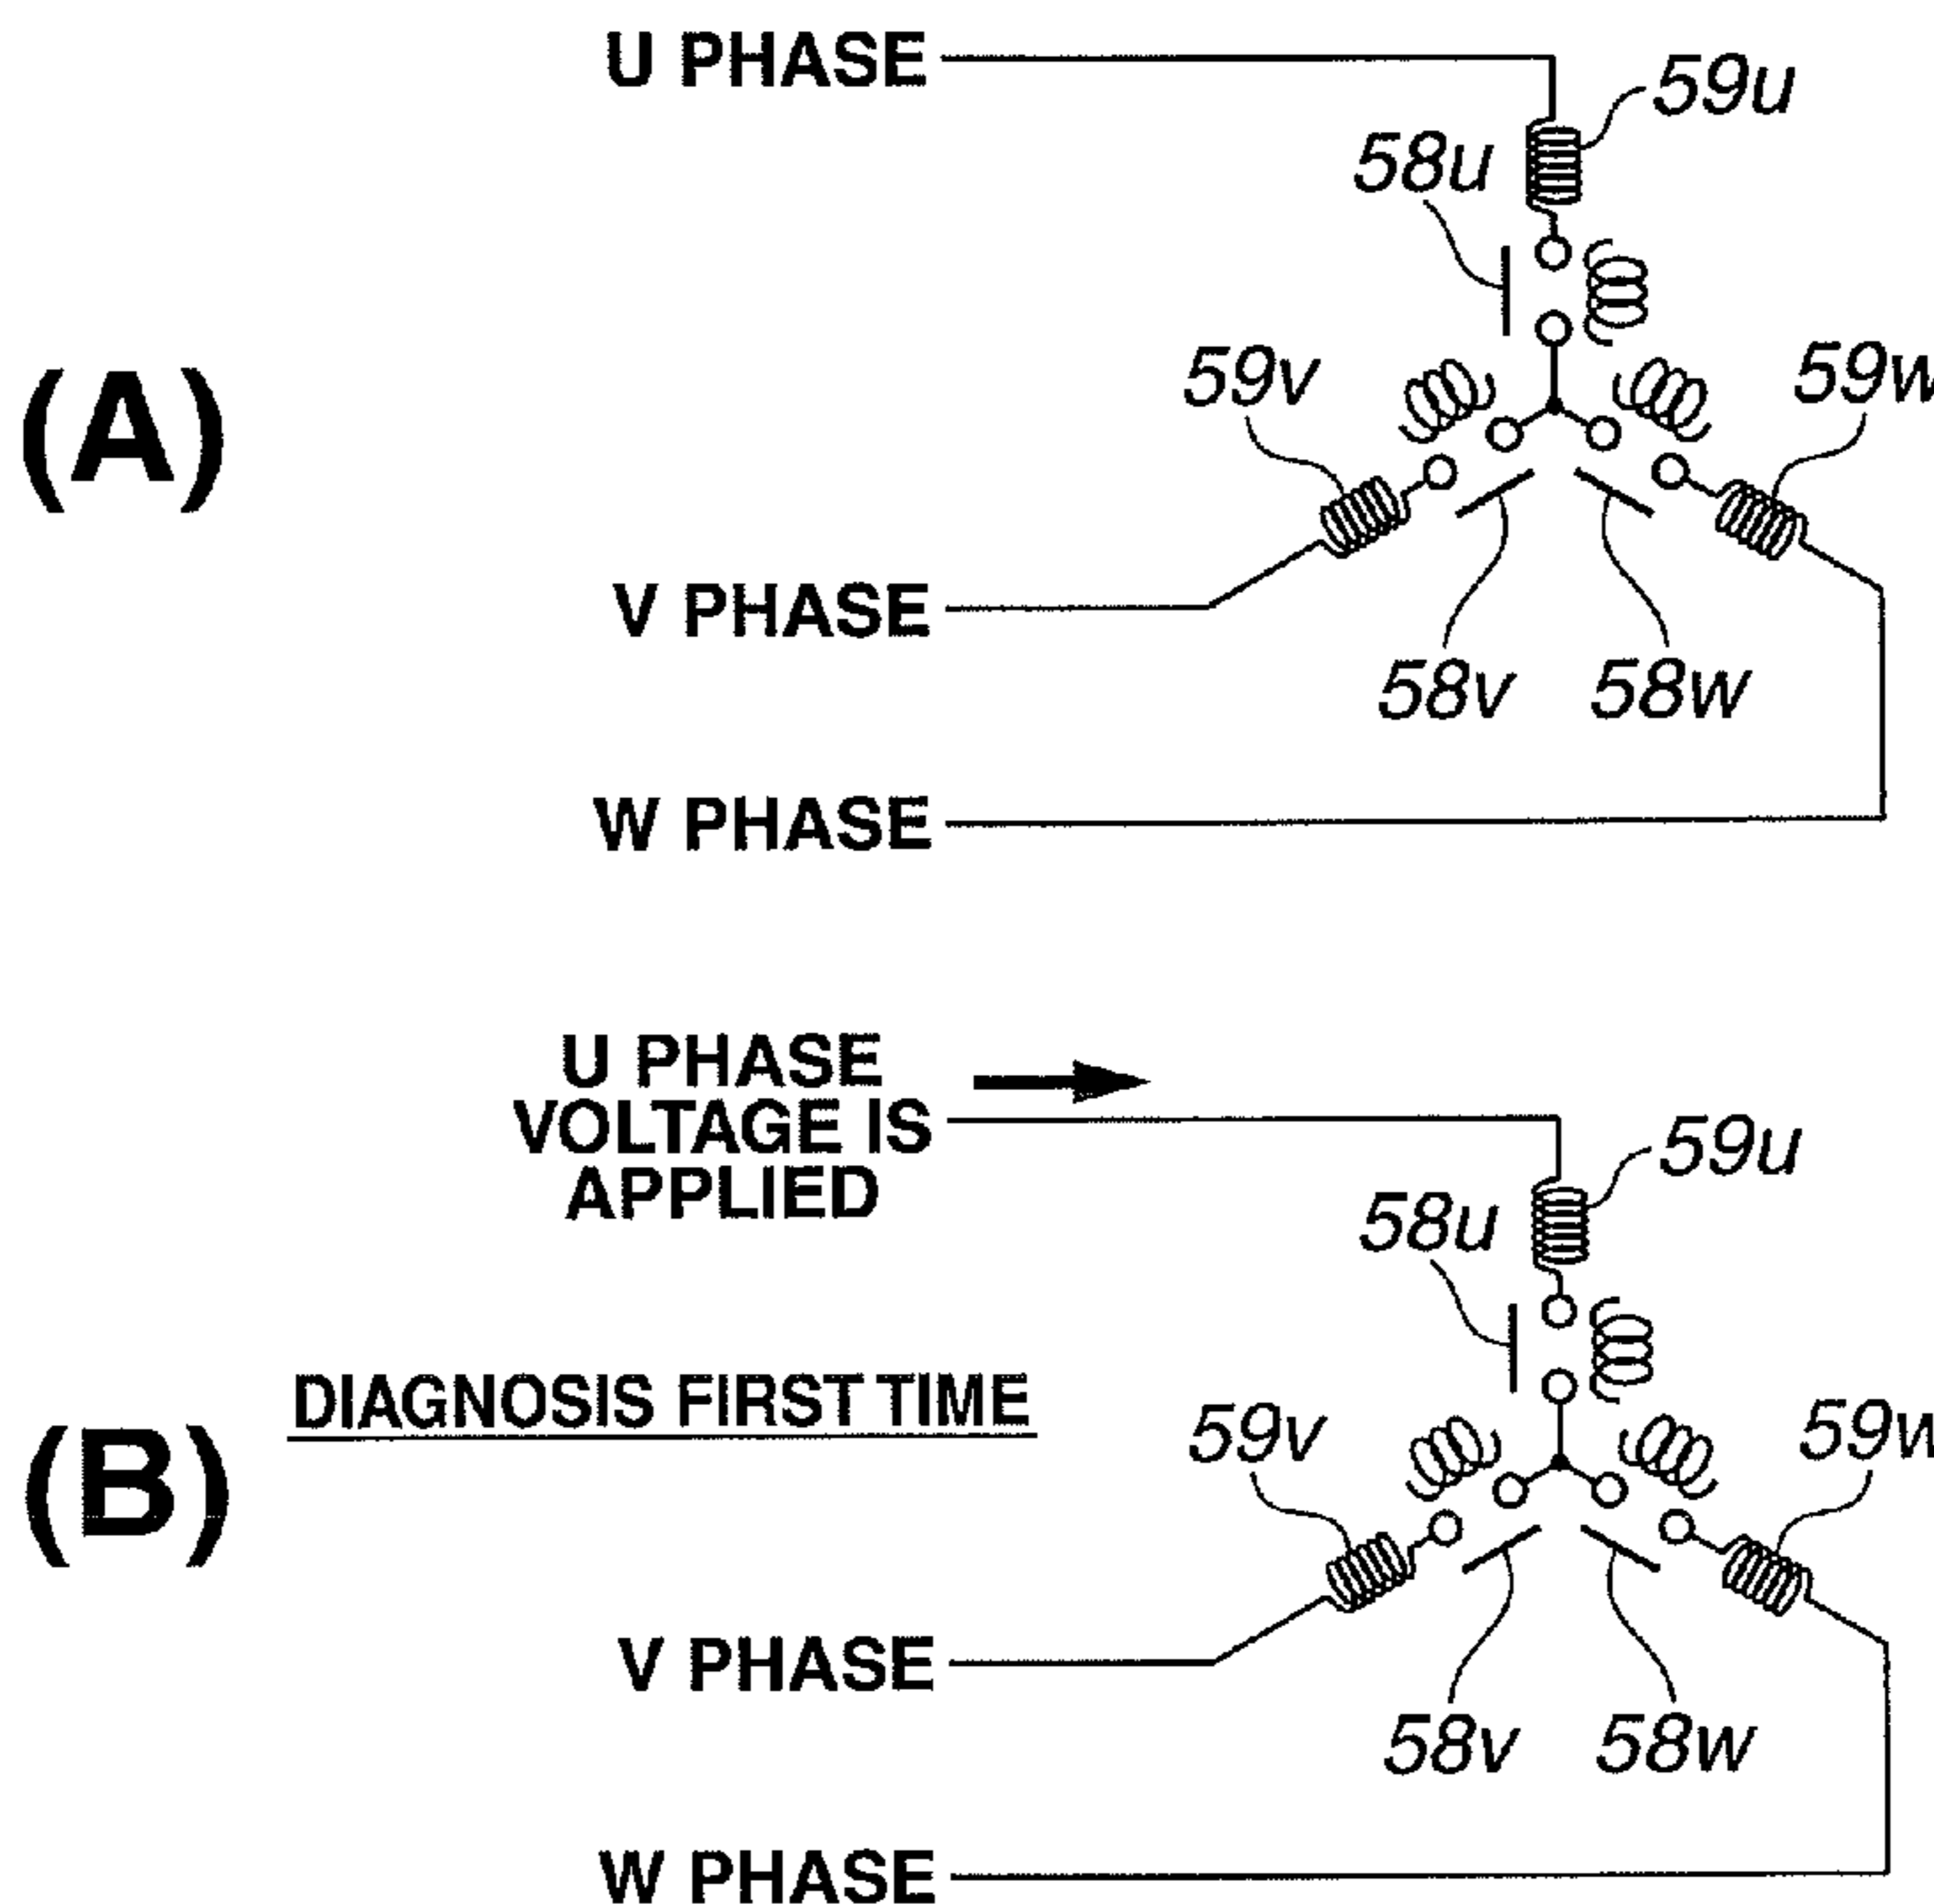 U PHASE
59u
58u
(A)
59v
59w
V PHASE
58v
58w
W PHASE
U PHASE
VOLTAGE IS
APPLIED
59u
58u
DIAGNOSIS FIRST TIME
(B)
59v
59w
V PHASE
58v
58w
W PHASE